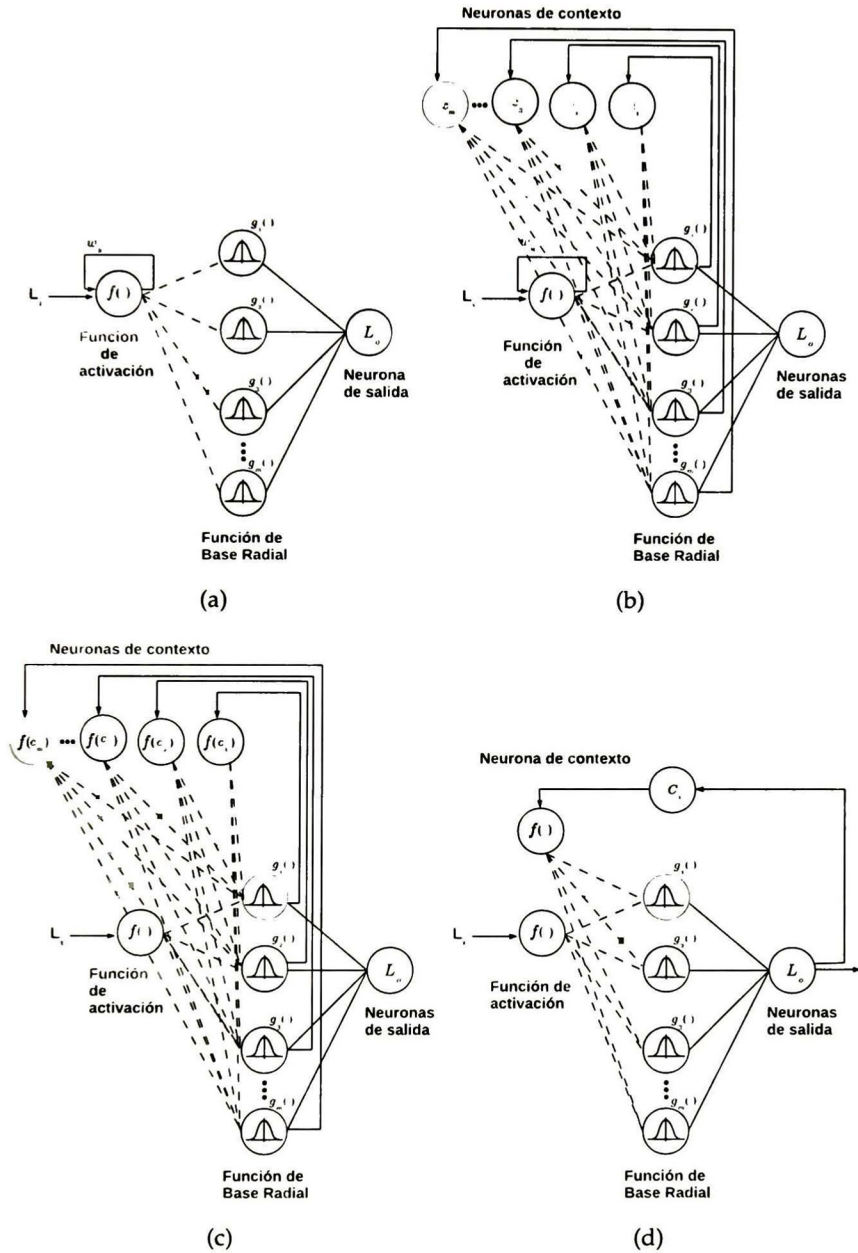 Neuronas de contexto
g ( )
f( )
L
Función
de
activación
g ( )
g ( )
g ( )
L o
Neurona
de salida
Función de
Base Radial
(a)
g ( )
f( )
L
Función
de
activación
g ( )
g ( )
g ( )
L o
Neuronas
de salida
Función de
Base Radial
(b)
Neuronas de contexto
f(c m) f(c ) f(c ) f(c )
g ( )
f( )
L
Función
de
activación
g ( )
g ( )
g ( )
L o
Neuronas
de salida
Función de
Base Radial
(c)
Neurona de contexto
C
f( )
g ( )
f( )
L
Función de
activación
g ( )
g ( )
g ( )
L o
Neuronas
de salida
Función de
Base Radial
(d)